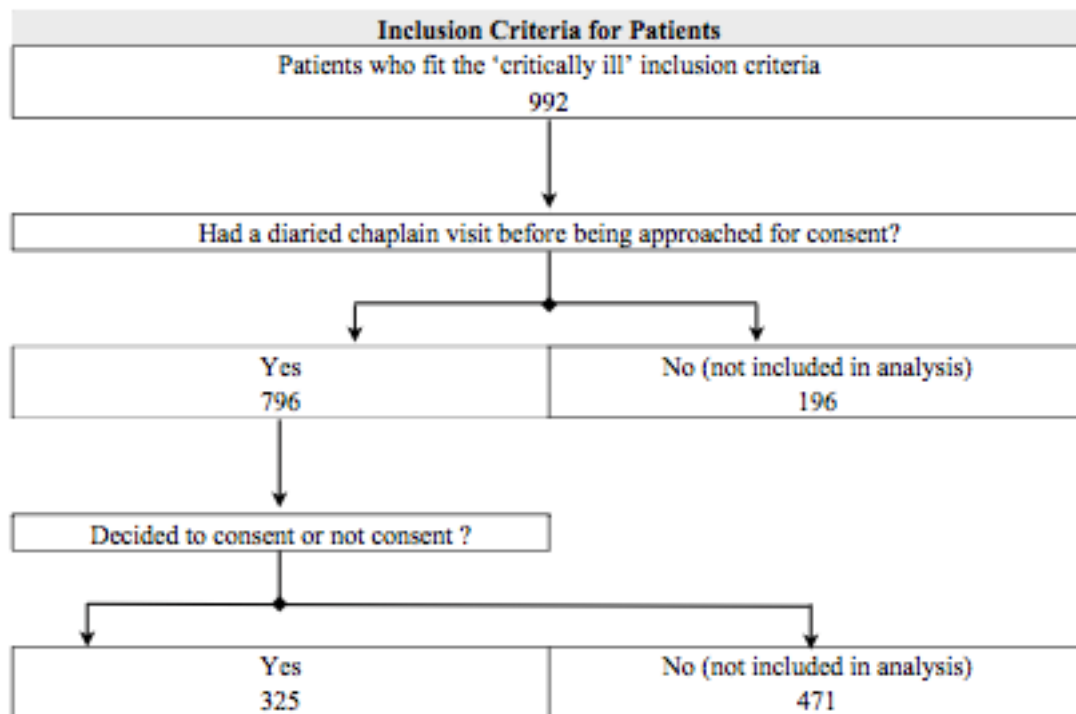 Inclusion Criteria for Patients
Patients who fit the ‘critically ill’ inclusion criteria
992
Had a diaried chaplain visit before being approached for consent?
Yes
796
No (not included in analysis)
196
Decided to consent or not consent ?
Yes
325
No (not included in analysis)
471